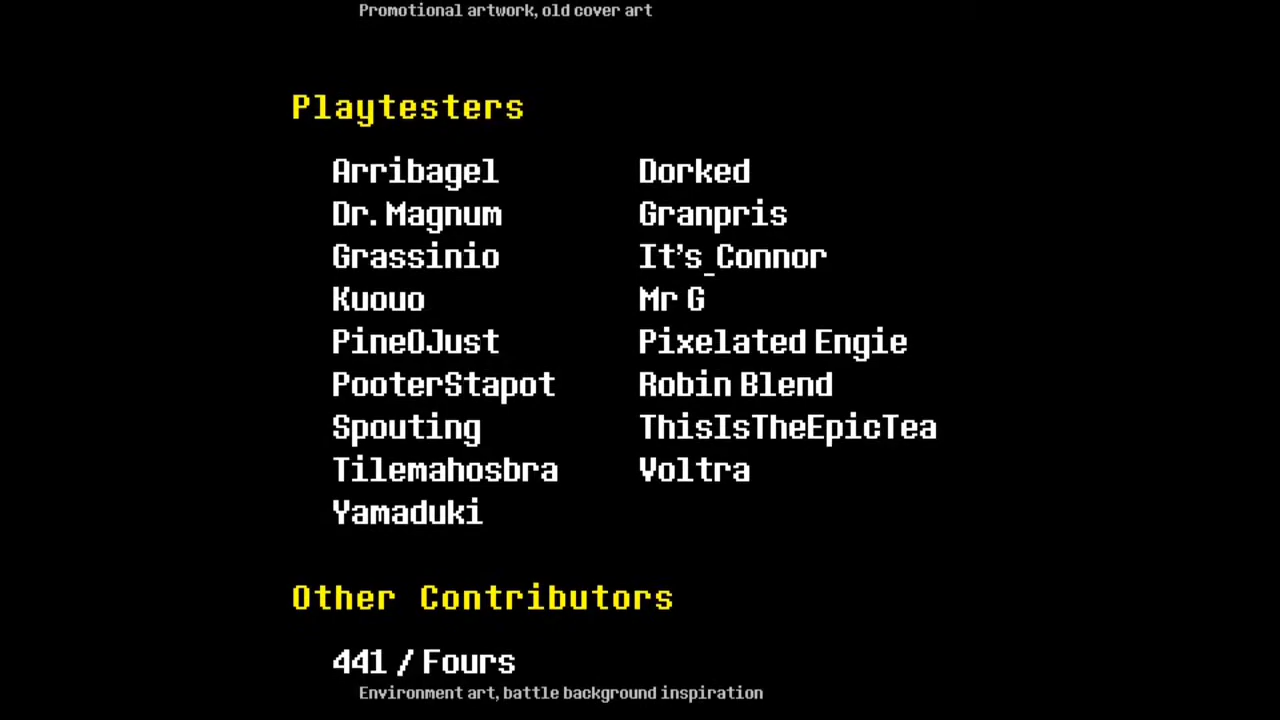 Promotional artwork, old cover art
Playtesters
Arribagel Dorked
Dr. Magnum Granpris
Grassinio It's_Connor
Kuouo Mr G
PineOJust Pixelated Engie
PooterStapot Robin Blend
Spouting ThisIsTheEpicTea
Tilemahosbra Voltra
Yamaduki
Other Contributors
441 / Fours
Environment art, battle background inspiration